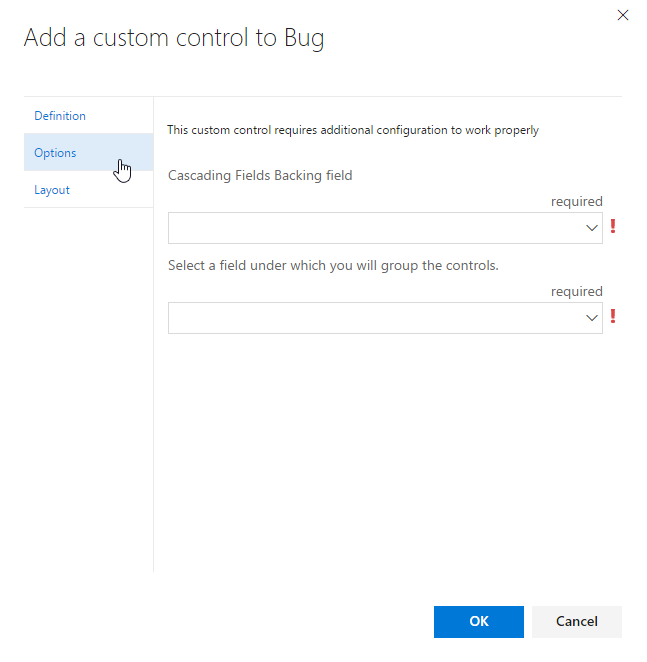 Add a custom control to Bug
Definition
Options
Layout
This custom control requires additional configuration to work properly
Cascading Fields Backing field
required
!
Select a field under which you will group the controls.
required
!
OK
Cancel